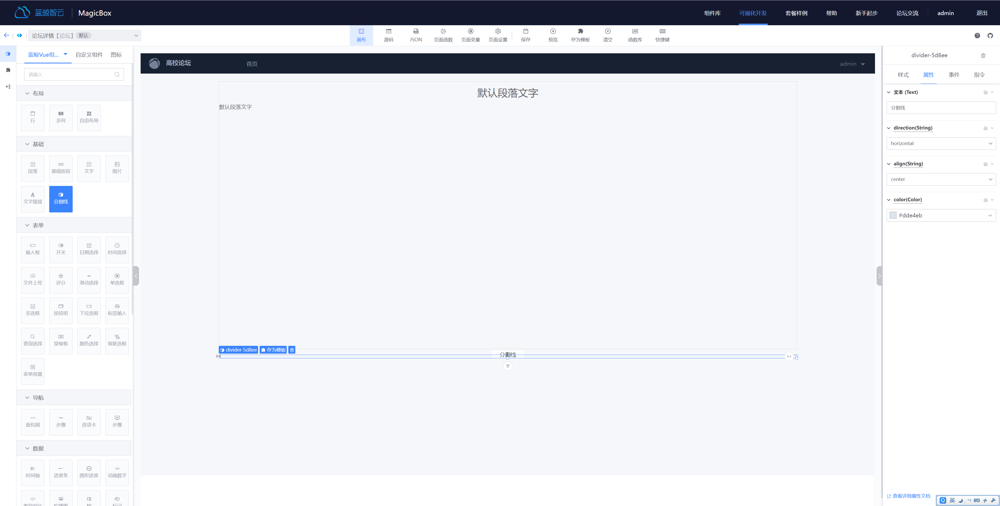 蓝鲸智云 MagicBox 组件库 可视化开发 套餐样例 帮助 新手起步 论坛交流 admin 退出
论坛详情【论坛】 默认
画布 源码 JSON 页面函数 页面变量 页面设置 保存 预览 存为模板 清空 函数库 快捷键
蓝鲸Vue组... 自定义组件 图标
请输入
布局
行 多列 自由布局
基础
段落 基础按钮 文字 图片
文字链接 分割线
表单
输入框 开关 日期选择 时间选择
文件上传 评分 滑动选择 单选框
多选框 按钮组 下拉选框 标签输入
查询选择 穿梭框 颜色选择 级联选框
表单容器
导航
面包屑 步骤 选项卡 步骤
数据
时间轴 进度条 圆形进度 动画数字
差异对比 轮播图 树 标记
高校论坛 首页 admin
默认段落文字
默认段落文字
divider-5d8ee 存为模板
分割线
divider-5d8ee
样式 属性 事件 指令
文本 (Text) 值
分割线
direction(String) 值
horizontal
align(String) 值
center
color(Color) 值
#dde4eb
查看详细属性文档
英